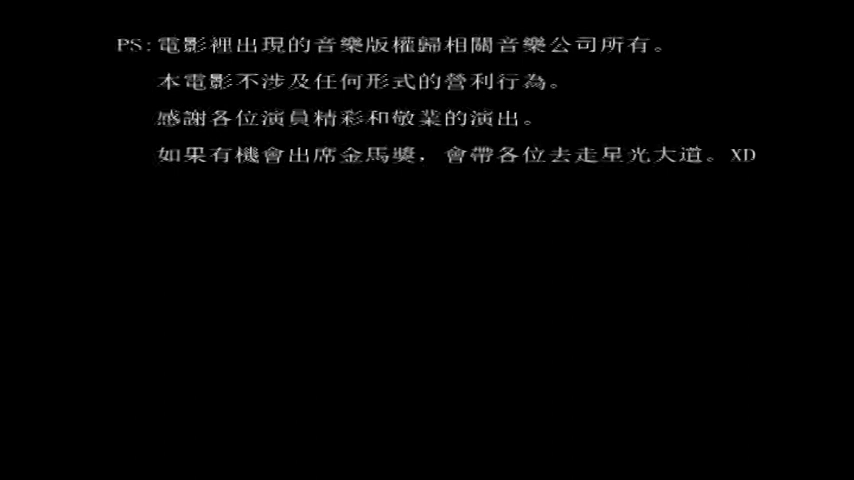 PS:電影裡出現的音樂版權歸相關音樂公司所有。
本電影不涉及任何形式的營利行為。
感謝各位演員精彩和敬業的演出。
如果有機會出席金馬獎，會帶各位去走星光大道。XD